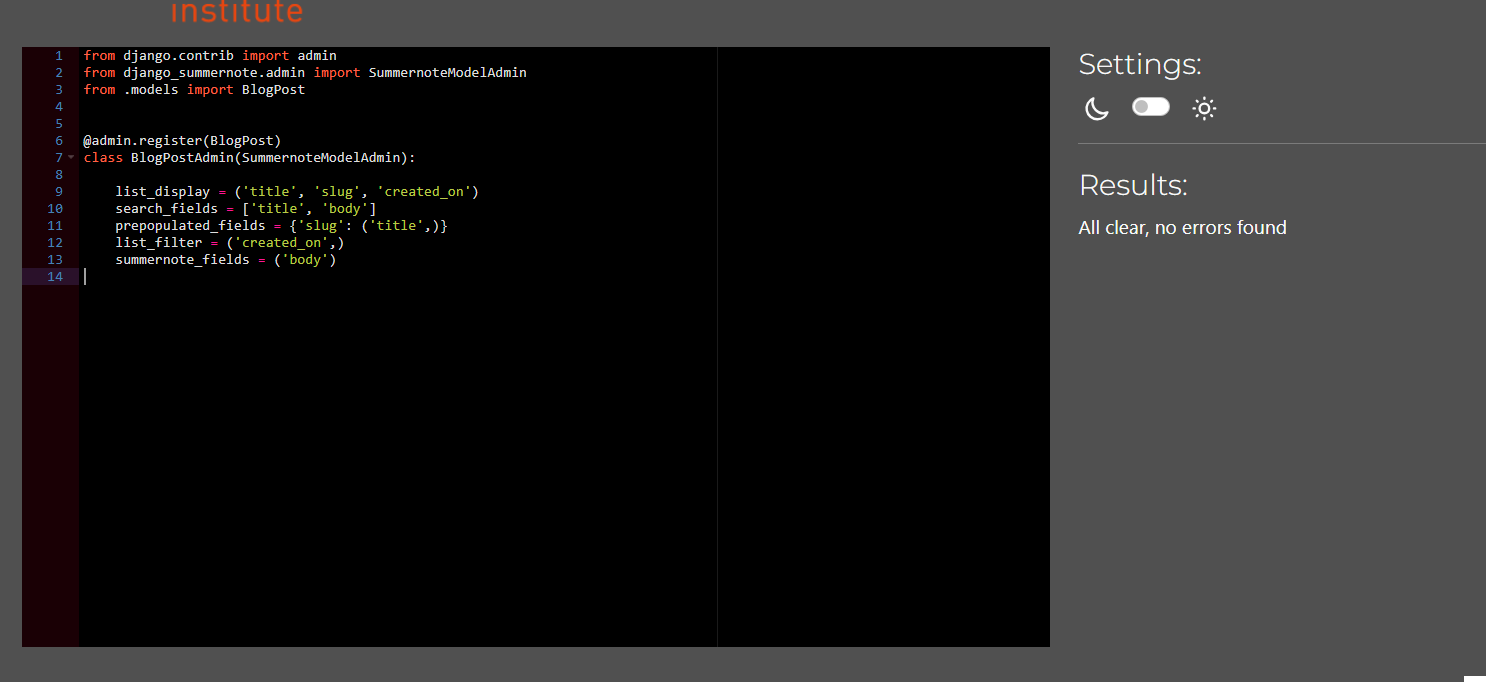 institute
1 from django.contrib import admin
2 from django_summernote.admin import SummernoteModelAdmin
3 from .models import BlogPost
4
5
6 @admin.register(BlogPost)
7 class BlogPostAdmin(SummernoteModelAdmin):
8
9     list_display = ('title', 'slug', 'created_on')
10     search_fields = ['title', 'body']
11     prepopulated_fields = {'slug': ('title',)}
12     list_filter = ('created_on',)
13     summernote_fields = ('body')
14
Settings:
Results:
All clear, no errors found